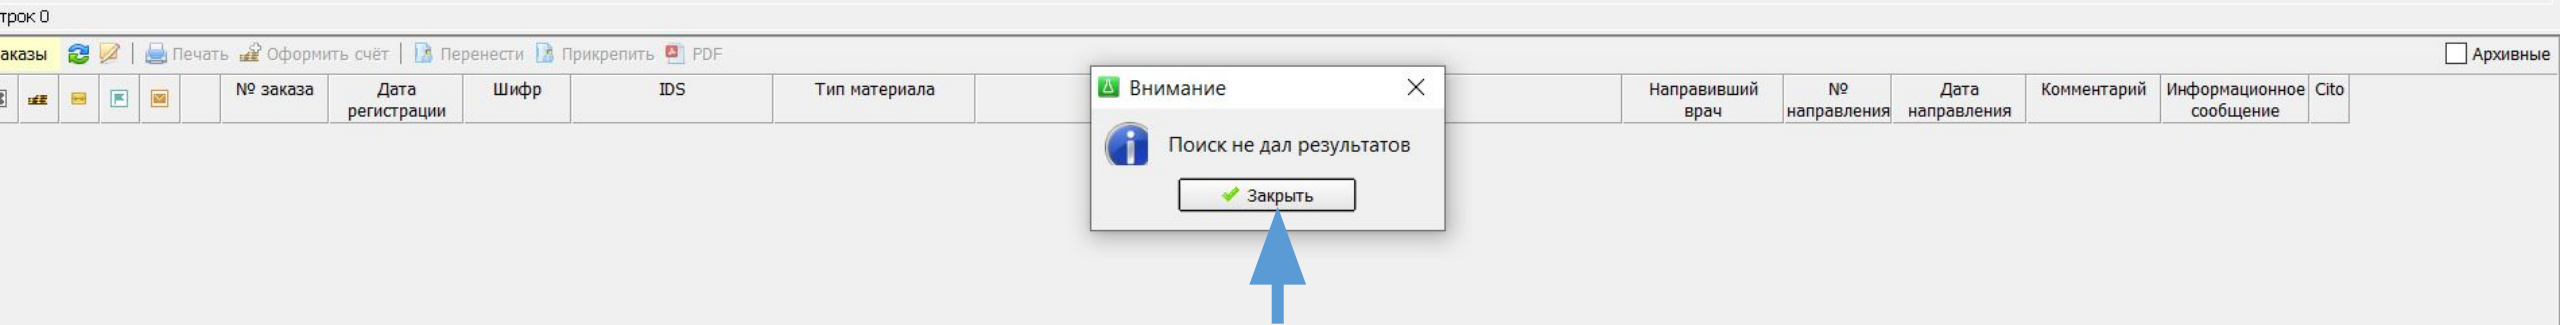 трок 0
аказы Печать Оформить счёт Перенести Прикрепить PDF Архивные
Внимание
№ заказа Дата регистрации Шифр IDS Тип материала Направивший врач № направления Дата направления Комментарий Информационное сообщение Cito
Поиск не дал результатов
Закрыть